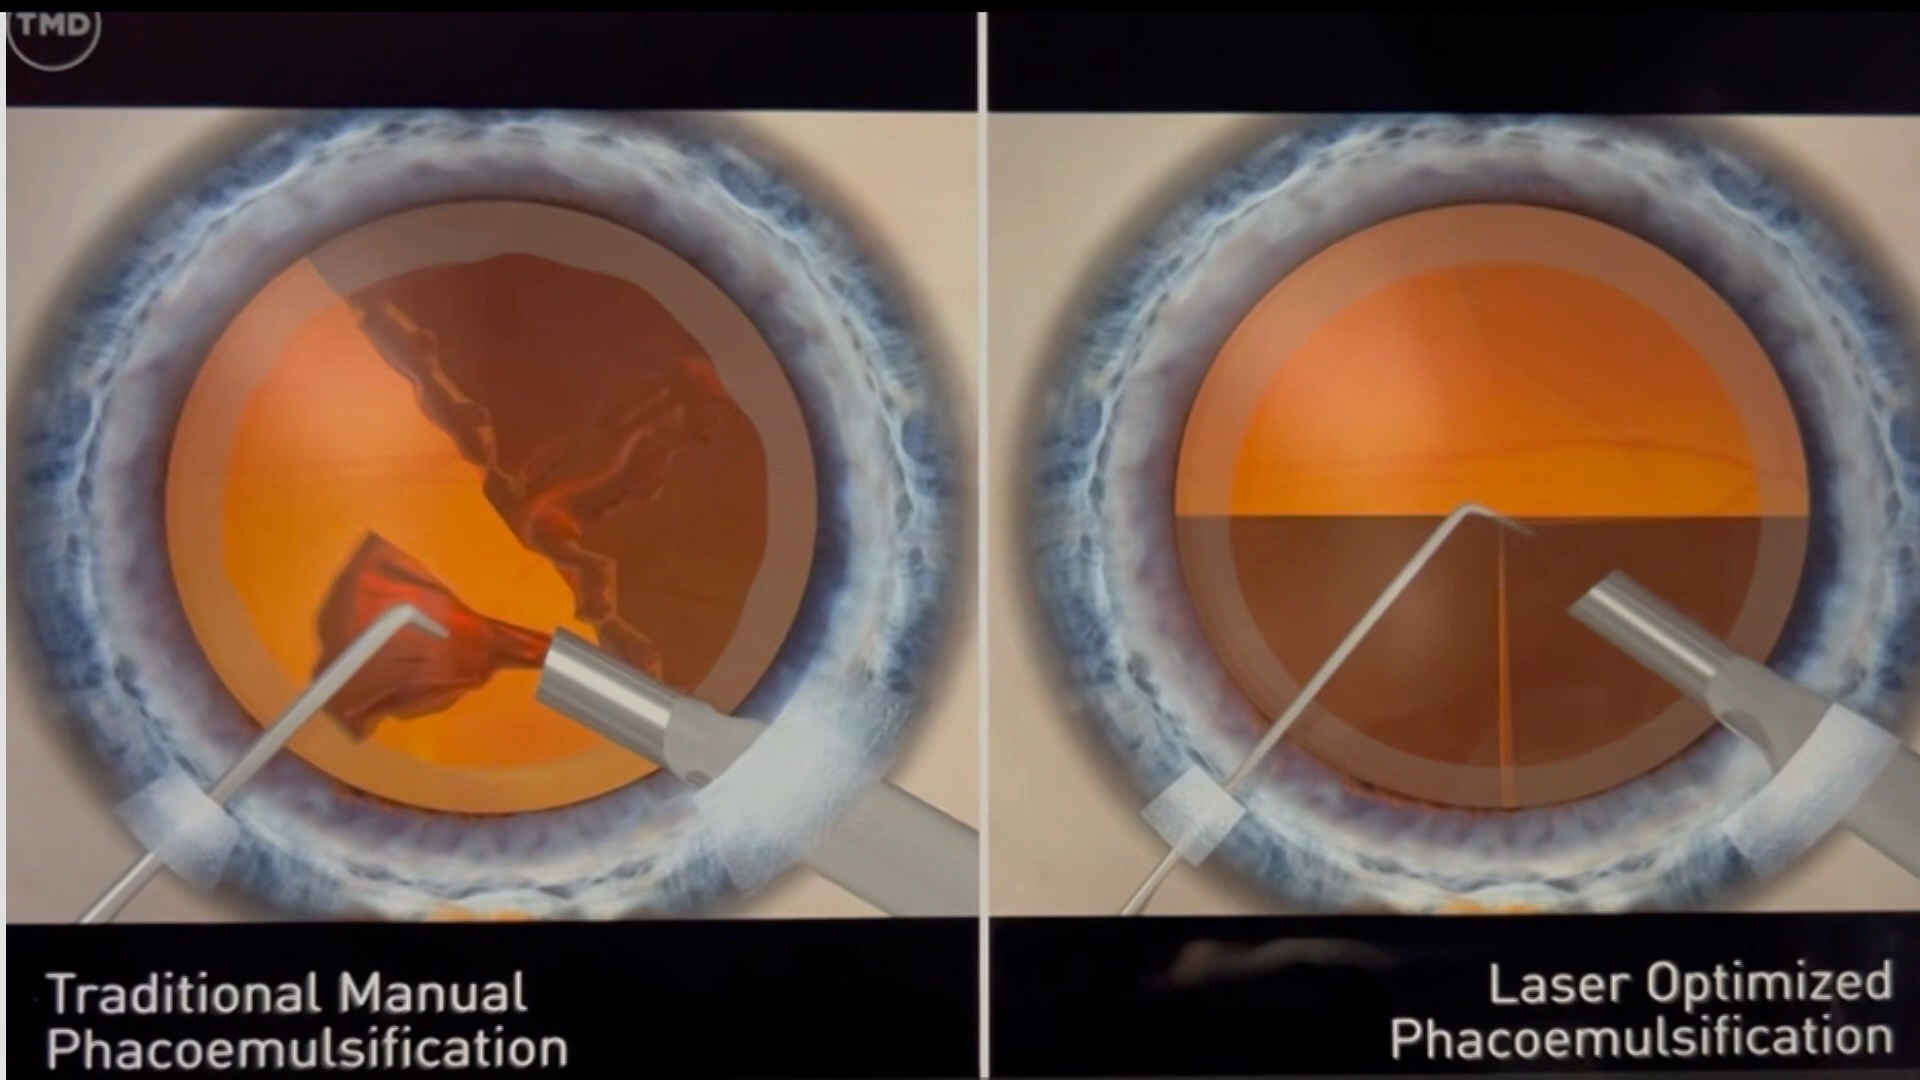 TMD
Traditional Manual
Phacoemulsification
Laser Optimized
Phacoemulsification